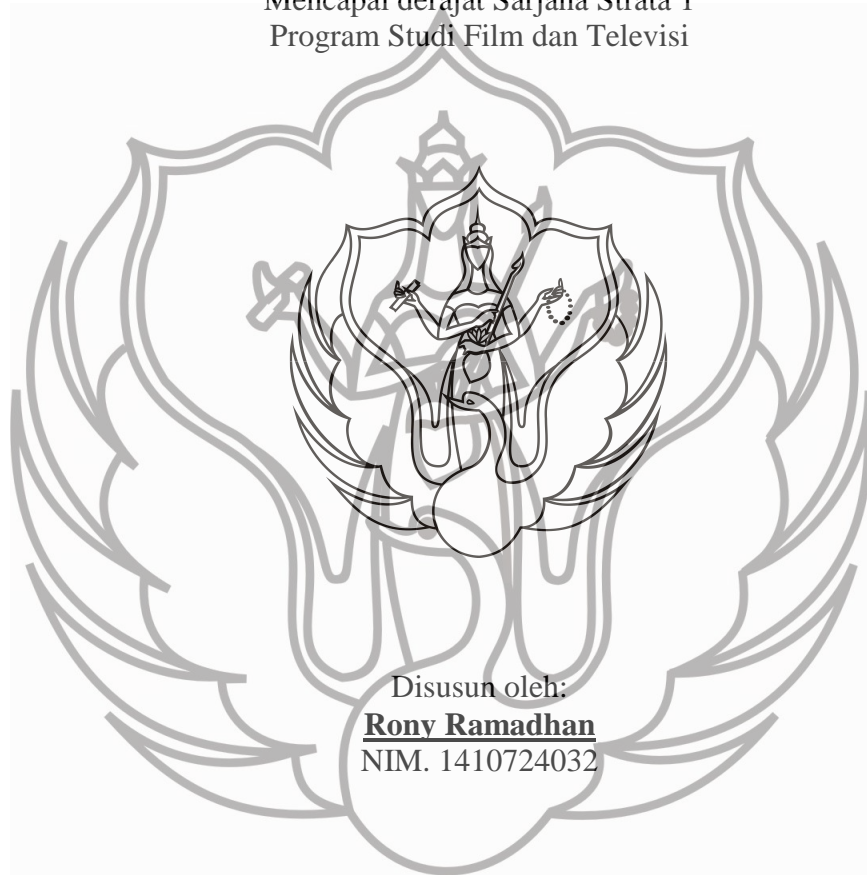 Mencapai derajat Sarjana Strata 1
Program Studi Film dan Televisi
Disusun oleh:
Rony Ramadhan
NIM. 1410724032